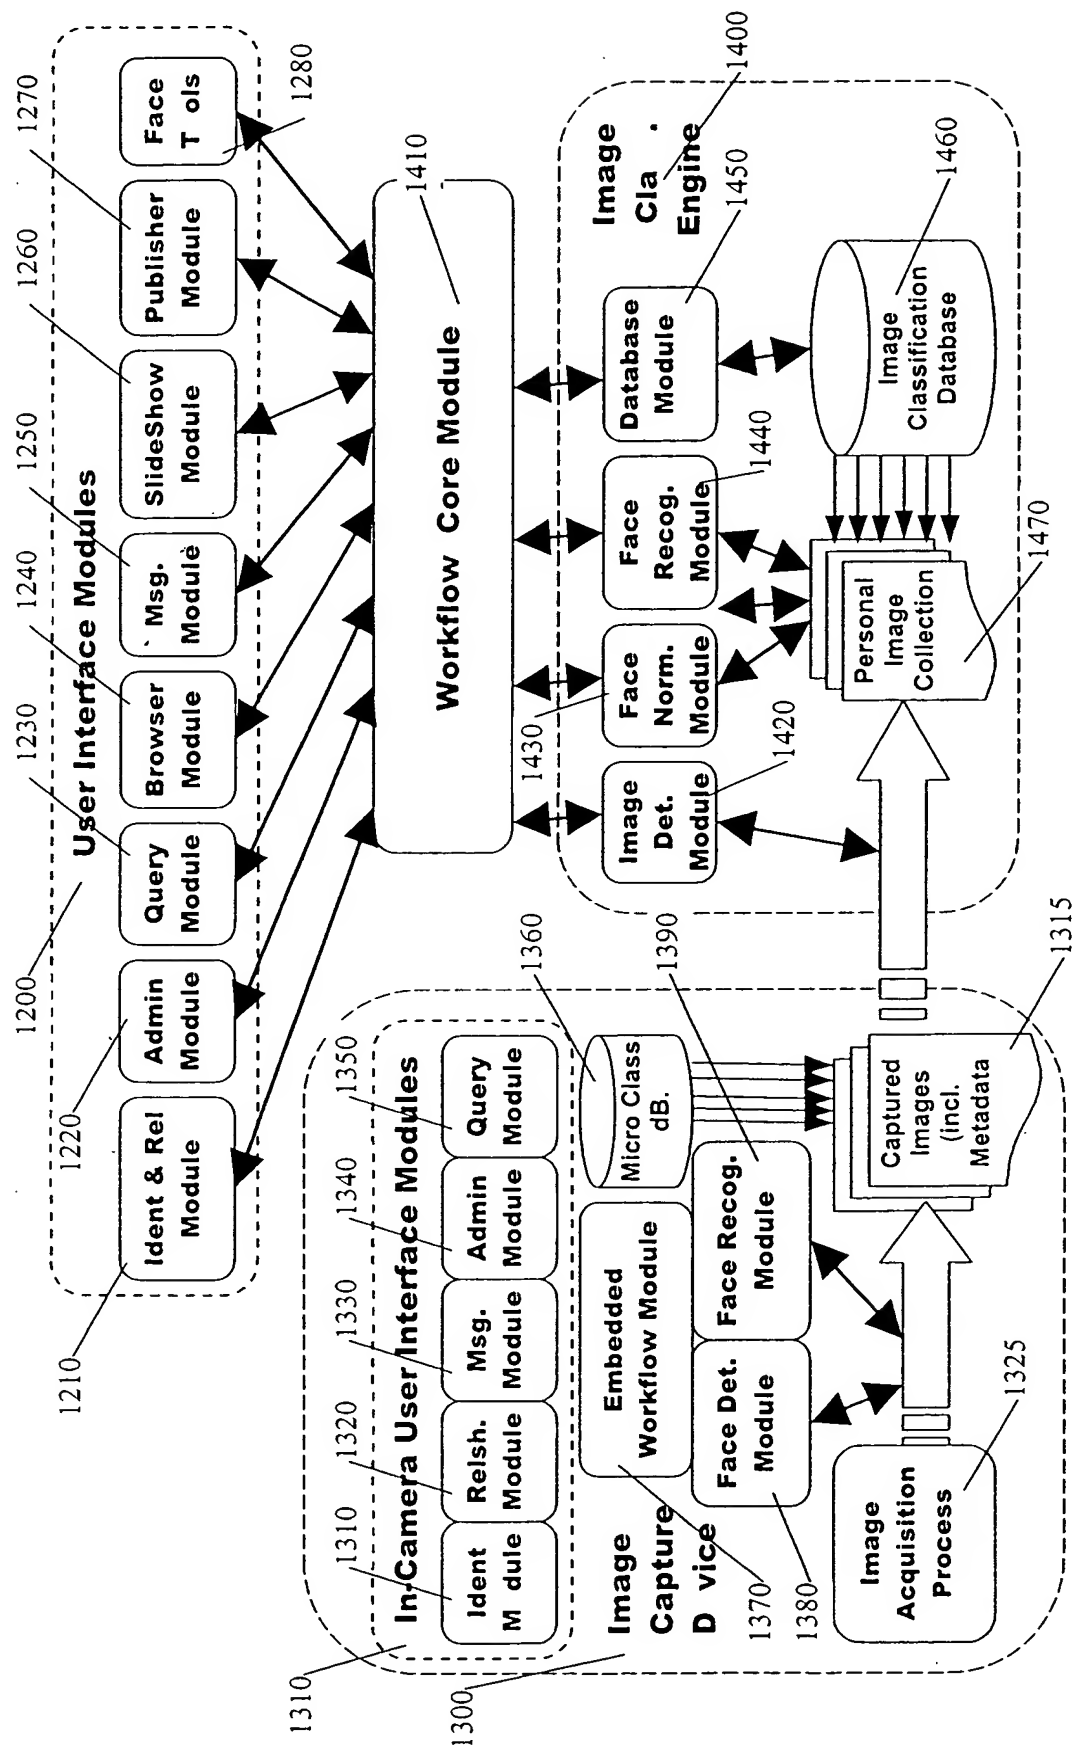 1200
User Interface Modules
1210
1220
1230
1240
1250
1260
1270
1280
Ident & Rel
Module
Admin
Module
Query
Module
Browser
Module
Msg.
Module
SlideShow
Module
Publisher
Module
Face
T ols
Workflow Core Module
1410
1300
1310
In-Camera User Interface Modules
1310
1320
1330
1340
1350
Ident
M dule
Relsh.
Module
Msg.
Module
Admin
Module
Query
Module
Image
Capture
D vice
1370
1380
1360
1390
Embedded
Workflow Module
Micro Class
dB.
Face Det.
Module
Face Recog.
Module
Image
Acquisition
Process
1325
Captured
Images
(incl.
Metadata
1315
1430
1420
1440
1450
1400
Image
Det.
Module
Face
Norm.
Module
Face
Recog.
Module
Database
Module
Image
Cla .
Engine
Personal
Image
Collection
1470
Image
Classification
Database
1460